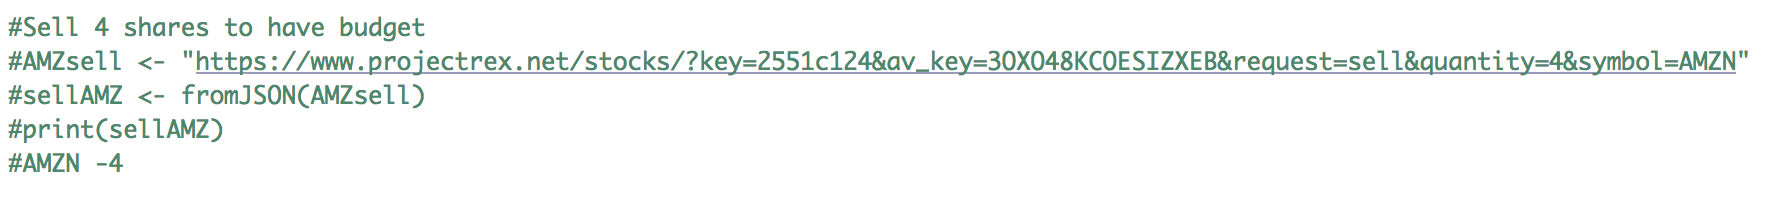 #Sell 4 shares to have budget
#AMZsell <- "https://www.projectrex.net/stocks/?key=2551c124&av_key=3OXO48KCOESIZXEB&request=sell&quantity=4&symbol=AMZN"
#sellAMZ <- fromJSON(AMZsell)
#print(sellAMZ)
#AMZN -4